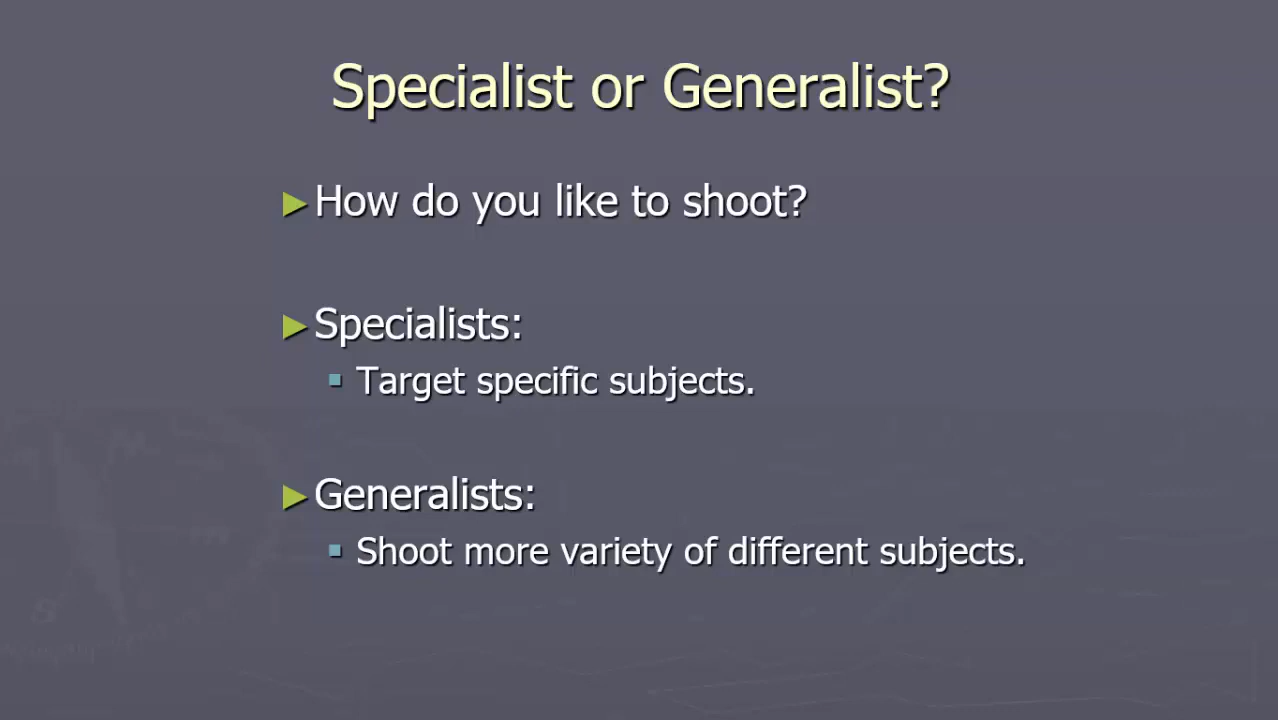 Specialist or Generalist?
►How do you like to shoot?
►Specialists:
▪ Target specific subjects.
►Generalists:
▪ Shoot more variety of different subjects.